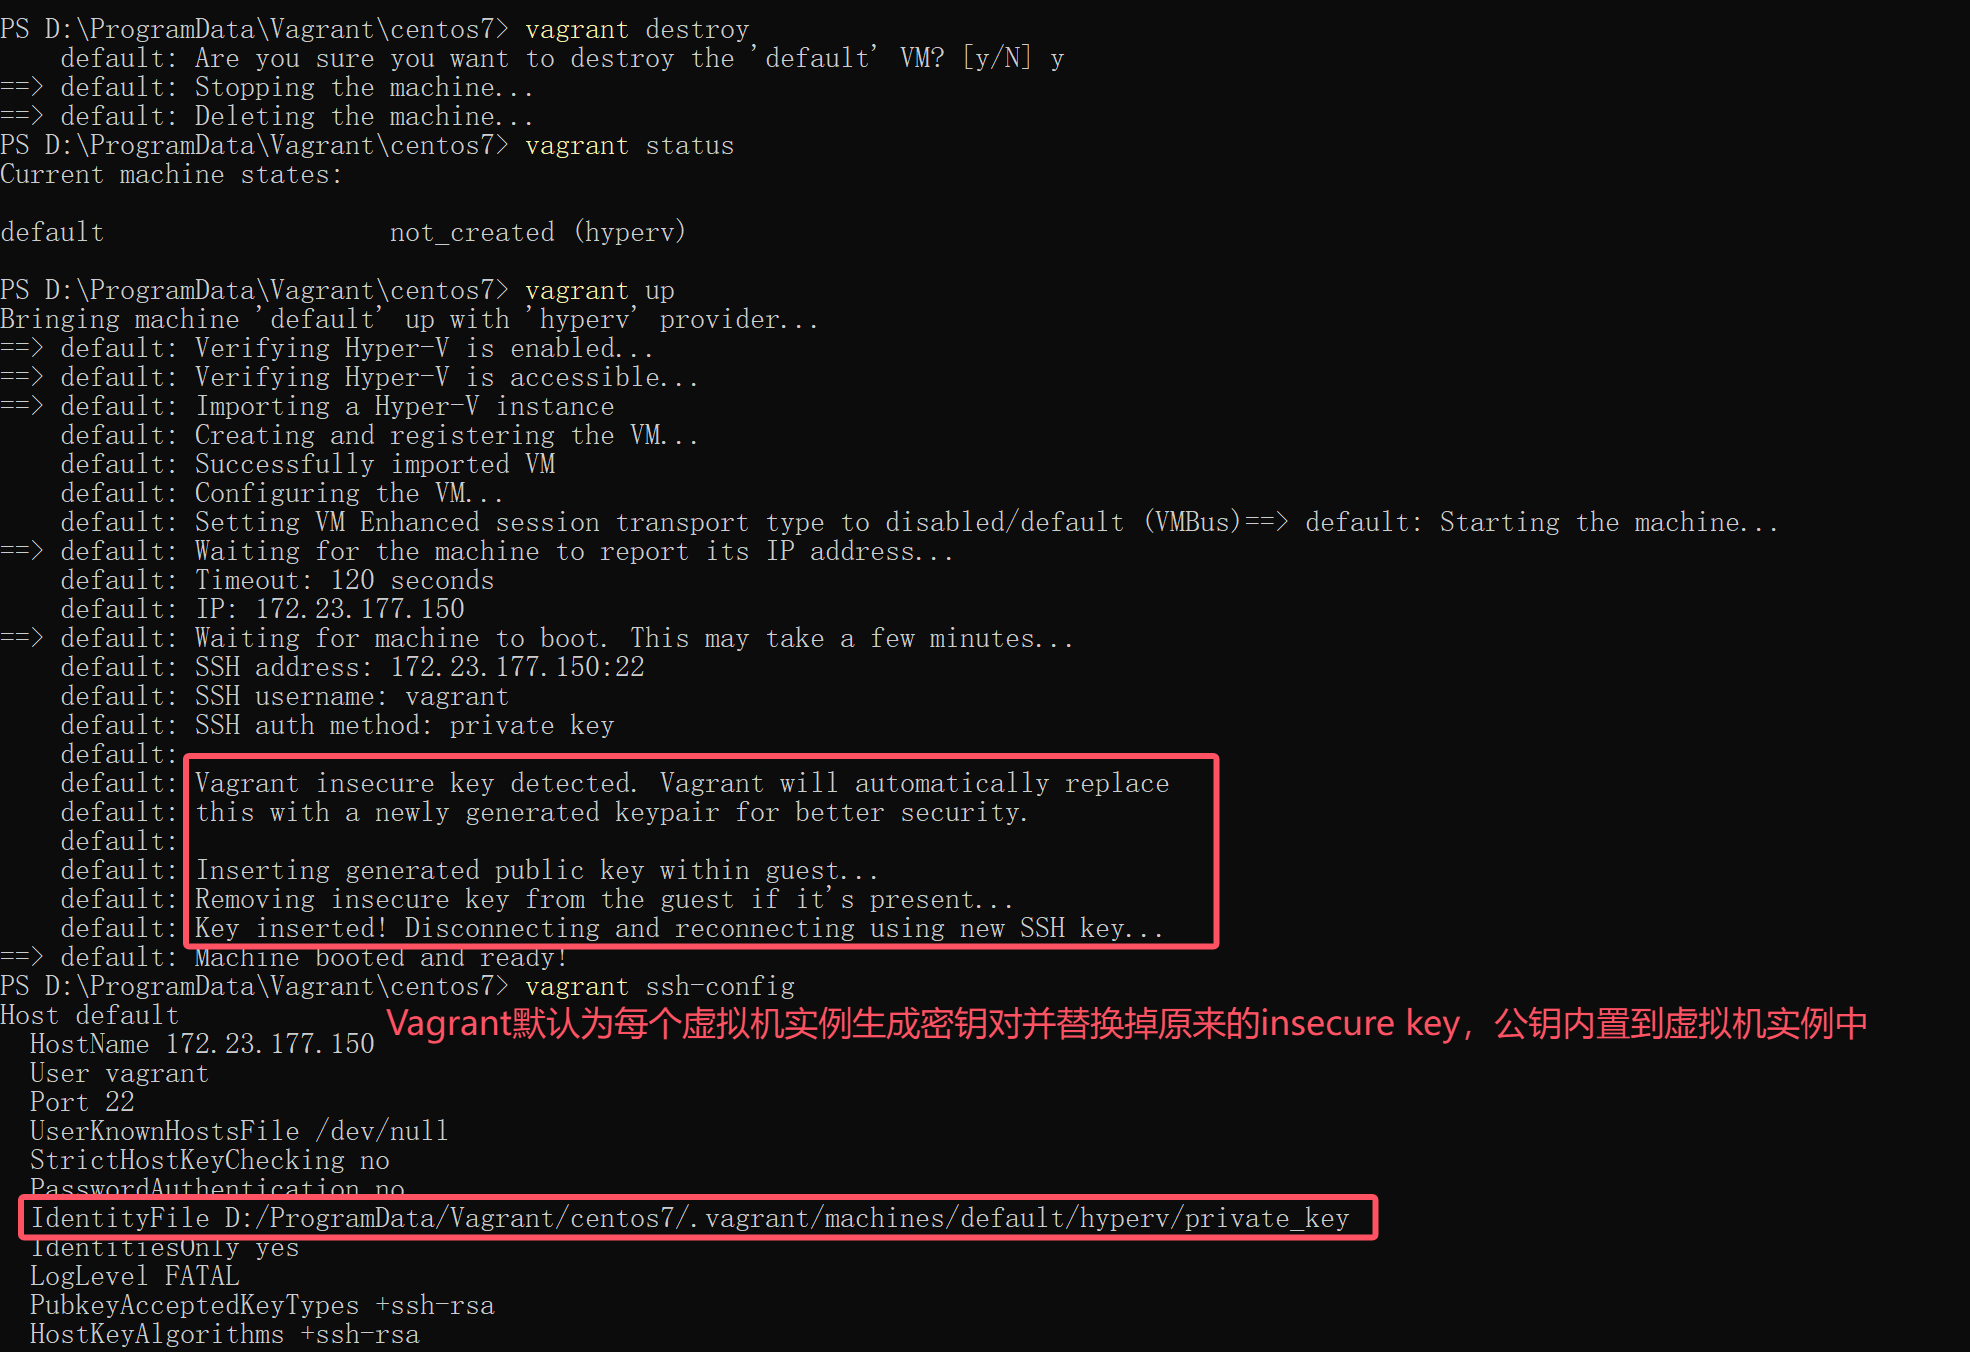 PS D:\ProgramData\Vagrant\centos7> vagrant destroy
    default: Are you sure you want to destroy the 'default' VM? [y/N] y
==> default: Stopping the machine...
==> default: Deleting the machine...
PS D:\ProgramData\Vagrant\centos7> vagrant status
Current machine states:

default                   not_created (hyperv)

PS D:\ProgramData\Vagrant\centos7> vagrant up
Bringing machine 'default' up with 'hyperv' provider...
==> default: Verifying Hyper-V is enabled...
==> default: Verifying Hyper-V is accessible...
==> default: Importing a Hyper-V instance
    default: Creating and registering the VM...
    default: Successfully imported VM
    default: Configuring the VM...
    default: Setting VM Enhanced session transport type to disabled/default (VMBus)==> default: Starting the machine...
==> default: Waiting for the machine to report its IP address...
    default: Timeout: 120 seconds
    default: IP: 172.23.177.150
==> default: Waiting for machine to boot. This may take a few minutes...
    default: SSH address: 172.23.177.150:22
    default: SSH username: vagrant
    default: SSH auth method: private key
    default:
    default: Vagrant insecure key detected. Vagrant will automatically replace
    default: this with a newly generated keypair for better security.
    default:
    default: Inserting generated public key within guest...
    default: Removing insecure key from the guest if it's present...
    default: Key inserted! Disconnecting and reconnecting using new SSH key...
==> default: Machine booted and ready!
PS D:\ProgramData\Vagrant\centos7> vagrant ssh-config
Host default
Vagrant默认为每个虚拟机实例生成密钥对并替换掉原来的insecure key，公钥内置到虚拟机实例中
  HostName 172.23.177.150
  User vagrant
  Port 22
  UserKnownHostsFile /dev/null
  StrictHostKeyChecking no
  PasswordAuthentication no
  IdentityFile D:/ProgramData/Vagrant/centos7/.vagrant/machines/default/hyperv/private_key
  IdentitiesOnly yes
  LogLevel FATAL
  PubkeyAcceptedKeyTypes +ssh-rsa
  HostKeyAlgorithms +ssh-rsa